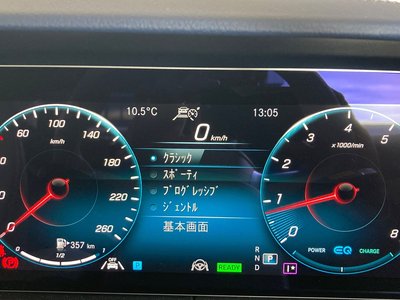 10.5℃ 13:05
0 km/h
60 100 140 180 220 260
km/h
クラシック
スポーティ
プログレッシブ
ジェントル
基本画面
0 1 2 3 4 5 8
x1000/min
357 km
1/2
READY
R
N P
D
POWER EQ CHARGE